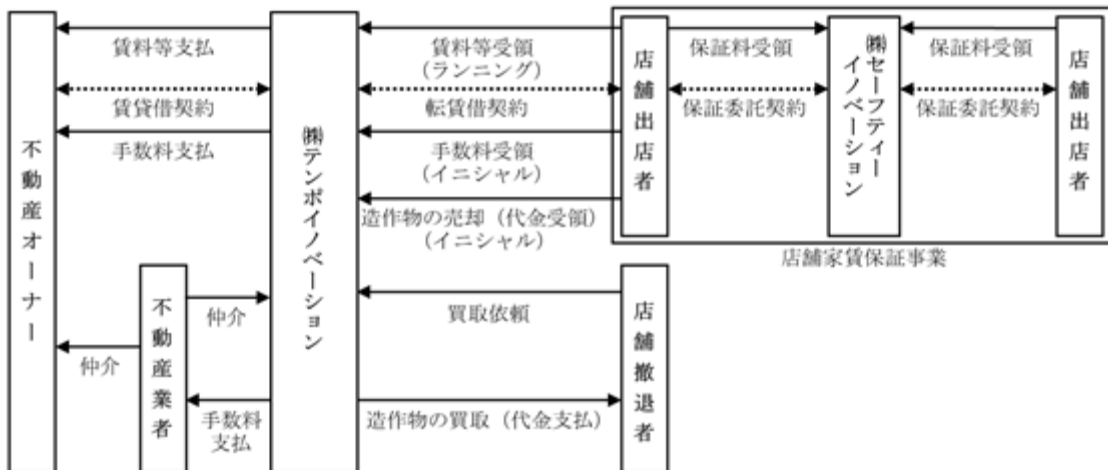 賃料等支払
賃貸借契約
手数料支払
不動産オーナー
仲介
不動産業者
仲介
手数料
支払
㈱テンポイノベーション
賃料等受領
(ランニング)
転賃借契約
手数料受領
(イニシャル)
造作物の売却(代金受領)
(イニシャル)
買取依頼
造作物の買取(代金支払)
店舗出店者
店舗撤退者
保証料受領
保証委託契約
㈱セーフティー
イノベーション
保証料受領
保証委託契約
店舗出店者
店舗家賃保証事業